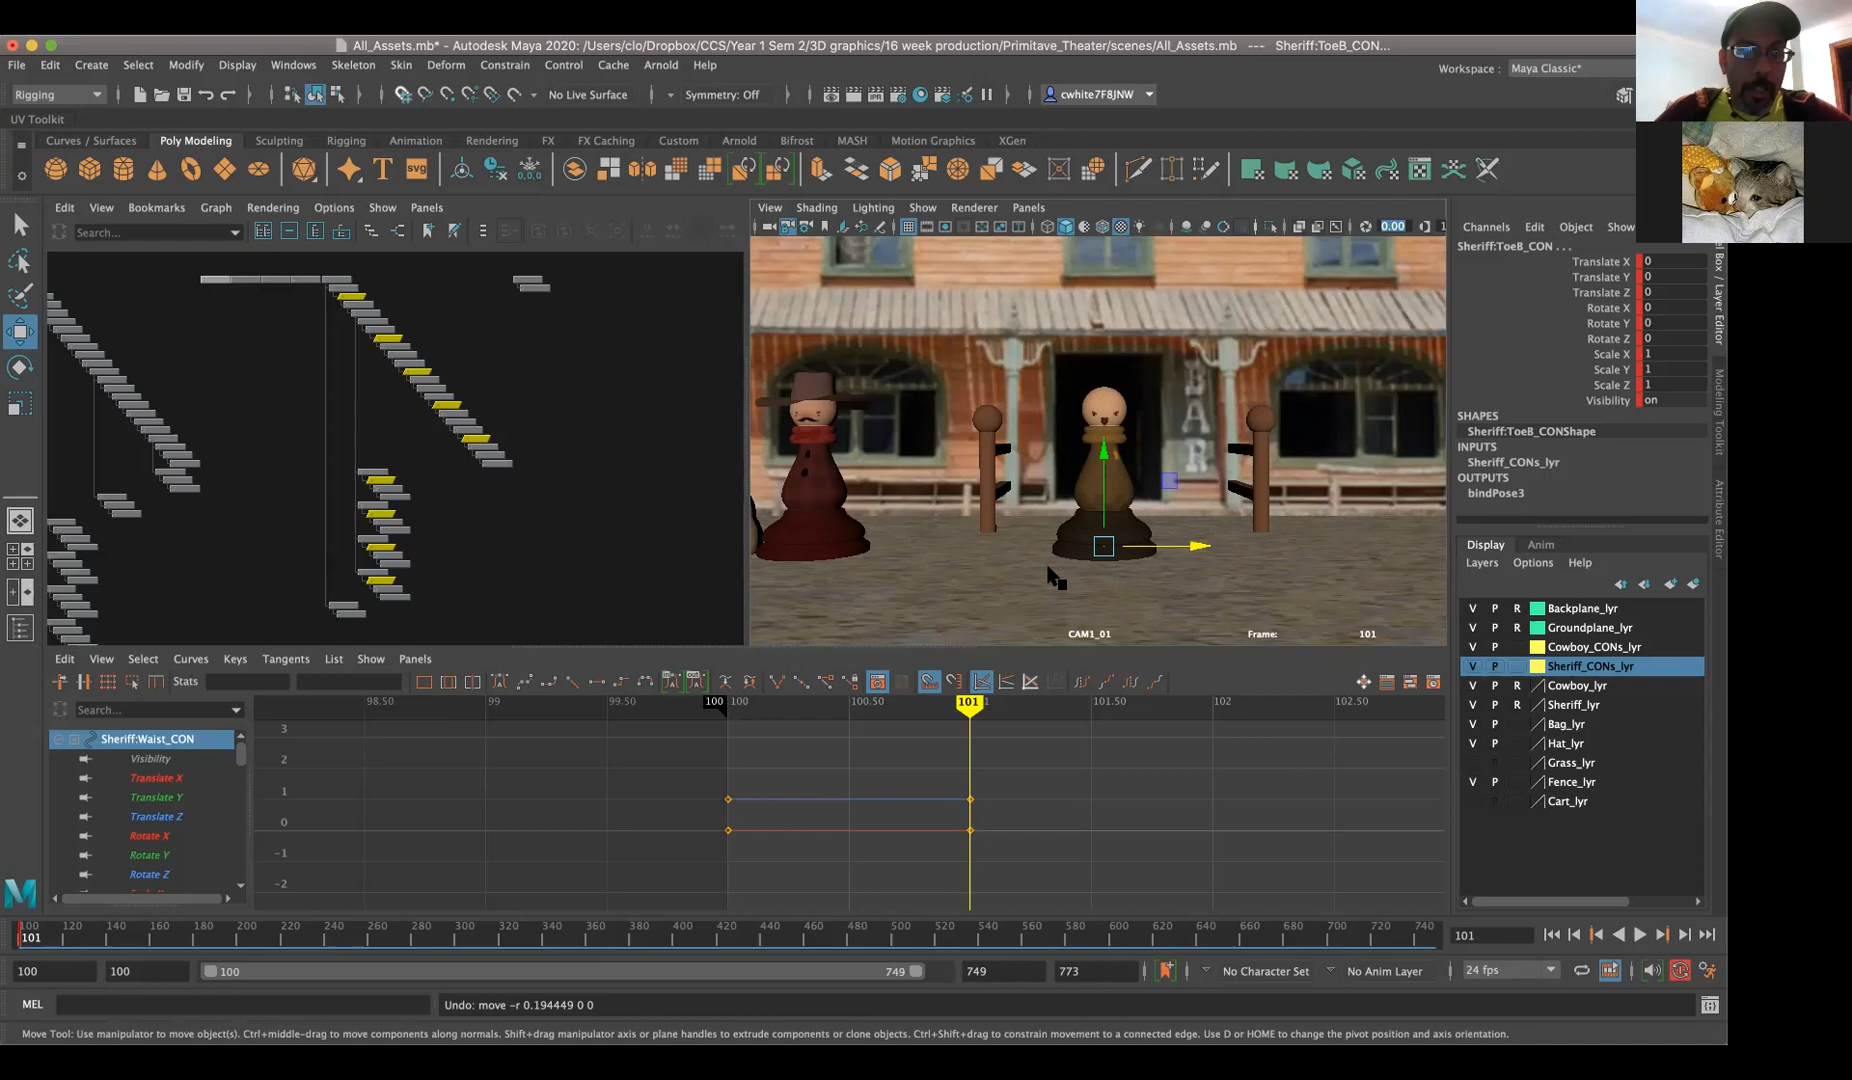 All_Assets.mb* - Autodesk Maya 2020: /Users/clo/Dropbox/CCS/Year 1 Sem 2/3D graphics/16 week production/Primitave_Theater/scenes/All_Assets.mb --- Sheriff:ToeB_CON...
File Edit Create Select Modify Display Windows Skeleton Skin Deform Constrain Control Cache Arnold Help
Workspace : Maya Classic*
Rigging No Live Surface Symmetry: Off cwhite7F8JNW
UV Toolkit
Curves / Surfaces Poly Modeling Sculpting Rigging Animation Rendering FX FX Caching Custom Arnold Bifrost MASH Motion Graphics XGen
T svg 0,0,0
Edit View Bookmarks Graph Rendering Options Show Panels
Search...
View Shading Lighting Show Renderer Panels
0.00
BAR
CAM1_01 Frame: 101
Channels Edit Object Show
Sheriff:ToeB_CON . . .
Translate X 0
Translate Y 0
Translate Z 0
Rotate X 0
Rotate Y 0
Rotate Z 0
Scale X 1
Scale Y 1
Scale Z 1
Visibility on
SHAPES
Sheriff:ToeB_CONShape
INPUTS
Sheriff_CONs_lyr
OUTPUTS
bindPose3
Display Anim
Layers Options Help
V P R Backplane_lyr
V P R Groundplane_lyr
V P Cowboy_CONs_lyr
V P Sheriff_CONs_lyr
V P R Cowboy_lyr
V P R Sheriff_lyr
V P Bag_lyr
V P Hat_lyr
Grass_lyr
V P Fence_lyr
P Cart_lyr
Box / Layer Editor
Modeling Toolkit
Attribute Editor
Edit View Select Curves Keys Tangents List Show Panels
Stats
Search...
98.50 99 99.50 100 100 100.50 101 101.50 102 102.50
Sheriff:Waist_CON
Visibility
Translate X
Translate Y
Translate Z
Rotate X
Rotate Y
Rotate Z
3
2
1
0
-1
-2
100 120 140 160 180 200 220 240 260 280 300 320 340 360 380 400 420 440 460 480 500 520 540 560 580 600 620 640 660 680 700 720 740
101
101
100 100 100 749 749 773 No Character Set No Anim Layer 24 fps
MEL Undo: move -r 0.194449 0 0
Move Tool: Use manipulator to move object(s). Ctrl+middle-drag to move components along normals. Shift+drag manipulator axis or plane handles to extrude components or clone objects. Ctrl+Shift+drag to constrain movement to a connected edge. Use D or HOME to change the pivot position and axis orientation.